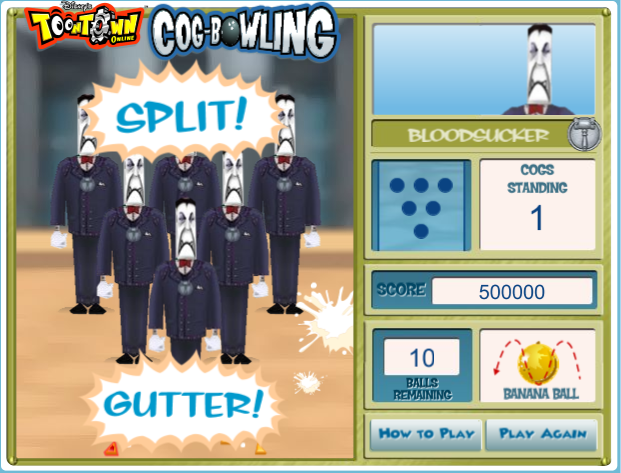 Disney's
TOONTOWN
ONLINE
COG-BOWLING
SPLIT!
GUTTER!
BLOODSUCKER
COGS
STANDING
1
SCORE
500000
10
BALLS
REMAINING
BANANA BALL
How to Play
Play Again